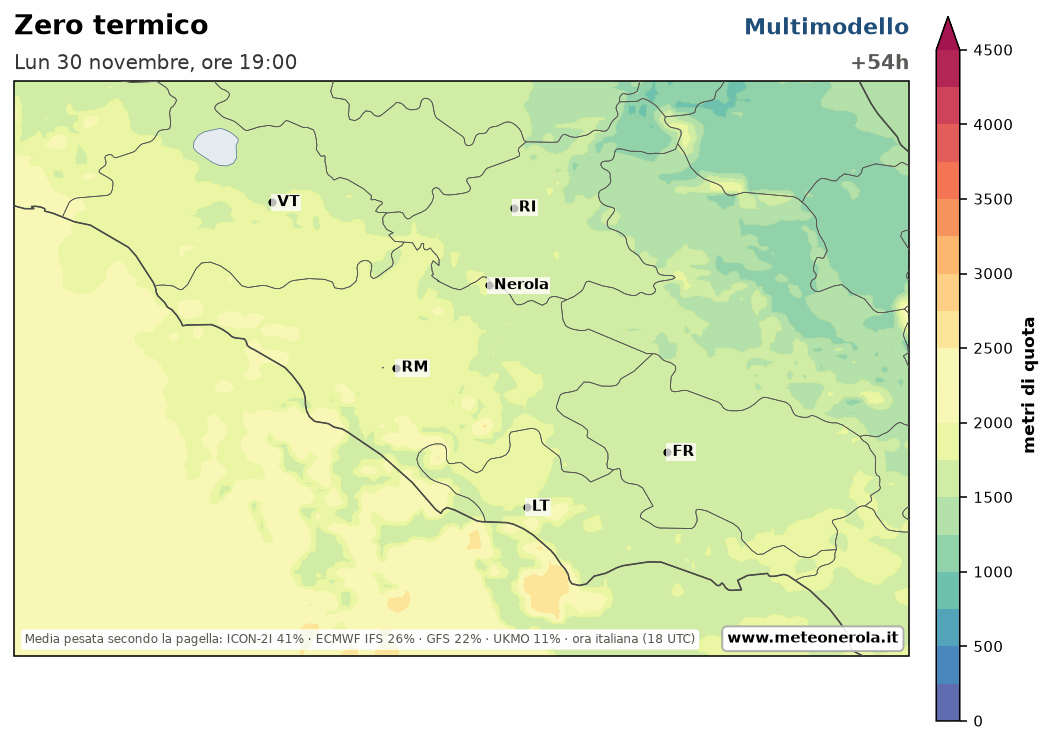 Zero termico
Multimodello
Lun 30 novembre, ore 19:00
+54h
4500
4000
3500
3000
2500
2000
1500
1000
500
0
metri di quota
VT
RI
Nerola
RM
FR
LT
Media pesata secondo la pagella: ICON-2I 41% · ECMWF IFS 26% · GFS 22% · UKMO 11% · ora italiana (18 UTC)
www.meteonerola.it